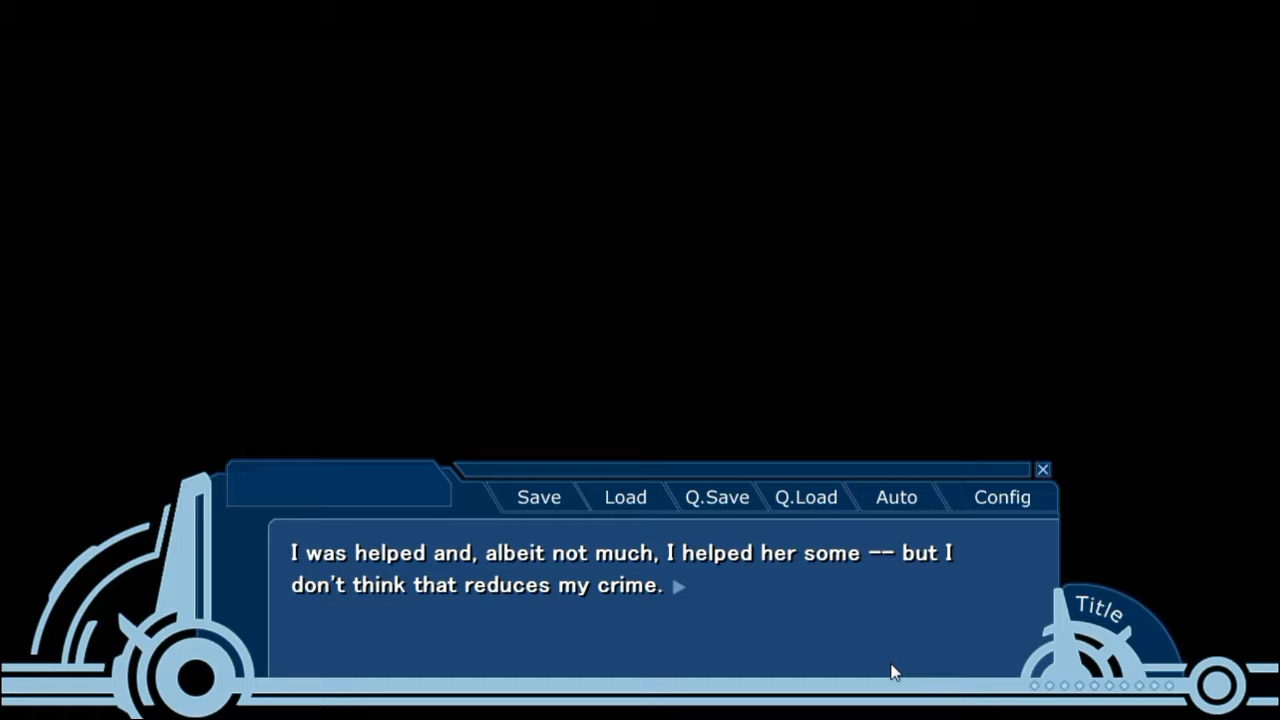 Save Load Q.Save Q.Load Auto Config
I was helped and, albeit not much, I helped her some -- but I
don't think that reduces my crime.
Title